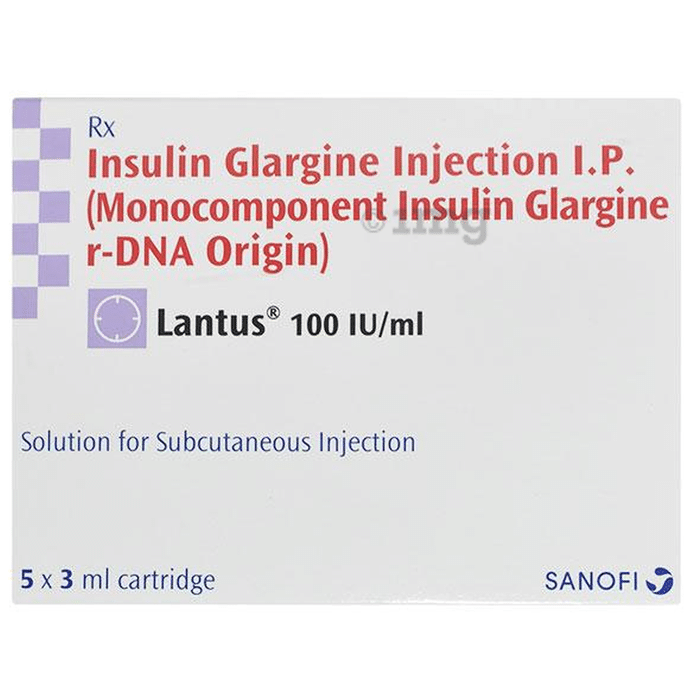 Rx
Insulin Glargine Injection I.P.
(Monocomponent Insulin Glargine
r-DNA Origin)
Lantus® 100 IU/ml
Solution for Subcutaneous Injection
5 x 3 ml cartridge
SANOFI
© 1mg